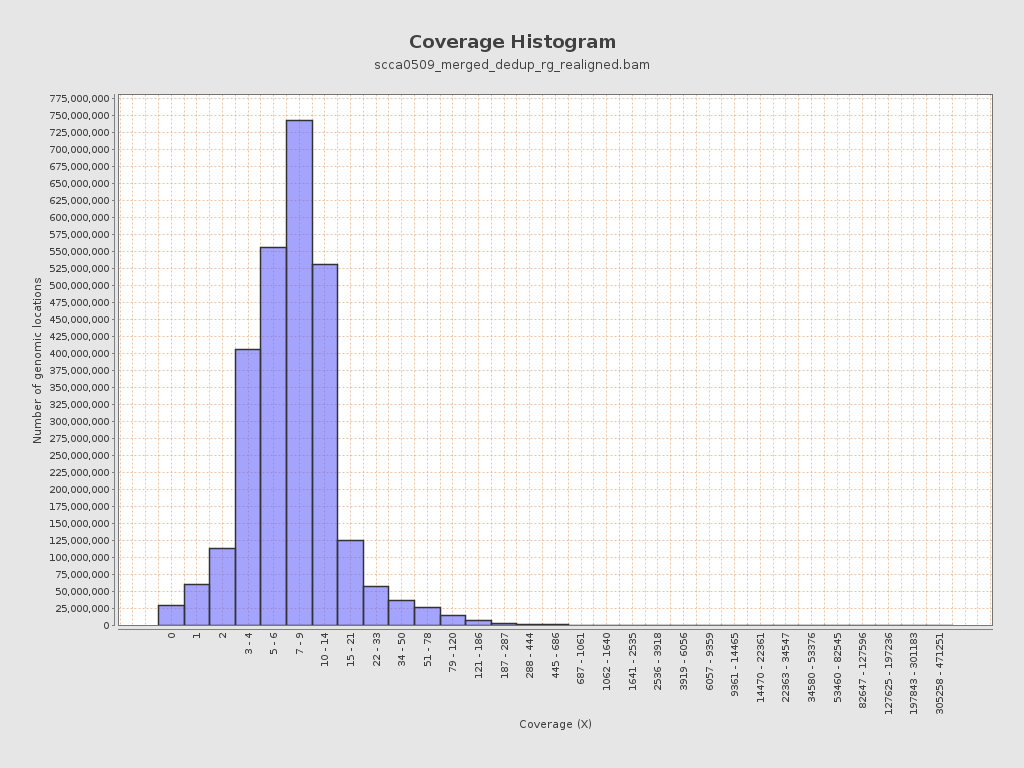 Coverage Histogram
scca0509_merged_dedup_rg_realigned.bam
775,000,000
750,000,000
725,000,000
700,000,000
675,000,000
650,000,000
625,000,000
600,000,000
575,000,000
550,000,000
525,000,000
500,000,000
475,000,000
450,000,000
425,000,000
400,000,000
375,000,000
350,000,000
325,000,000
300,000,000
275,000,000
250,000,000
225,000,000
200,000,000
175,000,000
150,000,000
125,000,000
100,000,000
75,000,000
50,000,000
25,000,000
0
Number of genomic locations
0
1
2
3 - 4
5 - 6
7 - 9
10 - 14
15 - 21
22 - 33
34 - 50
51 - 78
79 - 120
121 - 186
187 - 287
288 - 444
445 - 686
687 - 1061
1062 - 1640
1641 - 2535
2536 - 3918
3919 - 6056
6057 - 9359
9361 - 14465
14470 - 22361
22363 - 34547
34580 - 53376
53460 - 82545
82647 - 127596
127625 - 197236
197843 - 301183
305258 - 471251
Coverage (X)